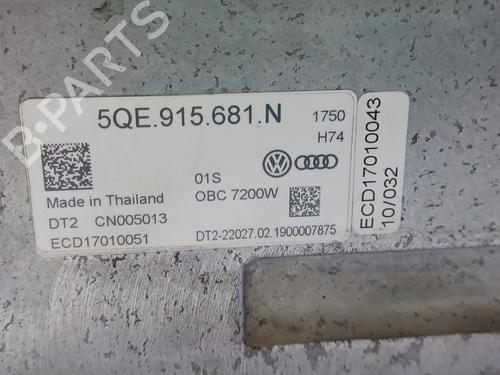 5QE.915.681.N
1750
H74
01S
Made in Thailand
OBC 7200W
DT2 CN005013
ECD17010051
DT2-22027.02.1900007875
ECD17010043
10/032
B-PARTS